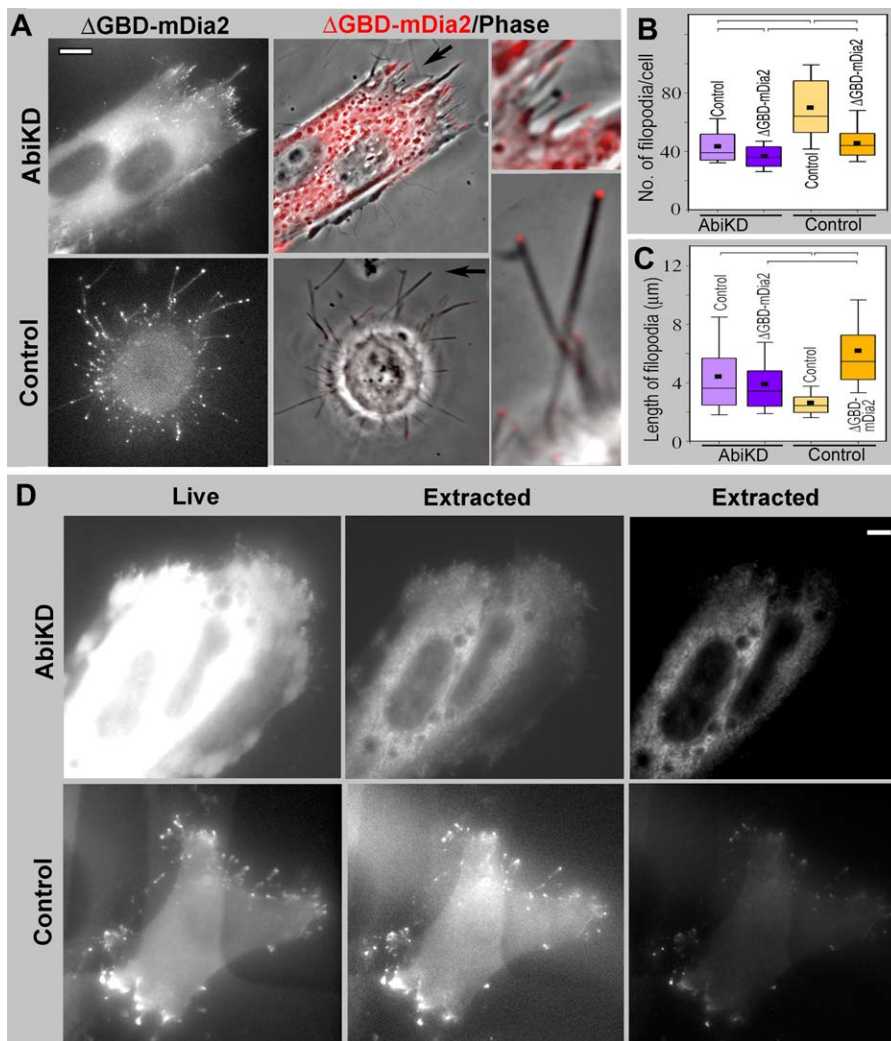 A
ΔGBD-mDia2
ΔGBD-mDia2/Phase
AbiKD
Control
B
No. of filopodia/cell
80
40
0
Control
ΔGBD-mDia2
Control
ΔGBD-mDia2
AbiKD
Control
C
Length of filopodia (μm)
12
8
4
0
Control
ΔGBD-mDia2
Control
ΔGBD-
mDia2
AbiKD
Control
D
Live
Extracted
Extracted
AbiKD
Control